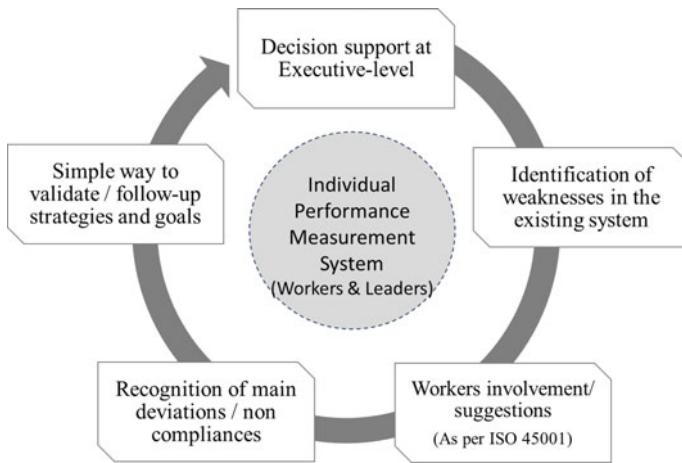 Decision support at
Executive-level
Identification of
weaknesses in the
existing system
Workers involvement/
suggestions
(As per ISO 45001)
Recognition of main
deviations / non
compliances
Simple way to
validate / follow-up
strategies and goals
Individual
Performance
Measurement
System
(Workers & Leaders)